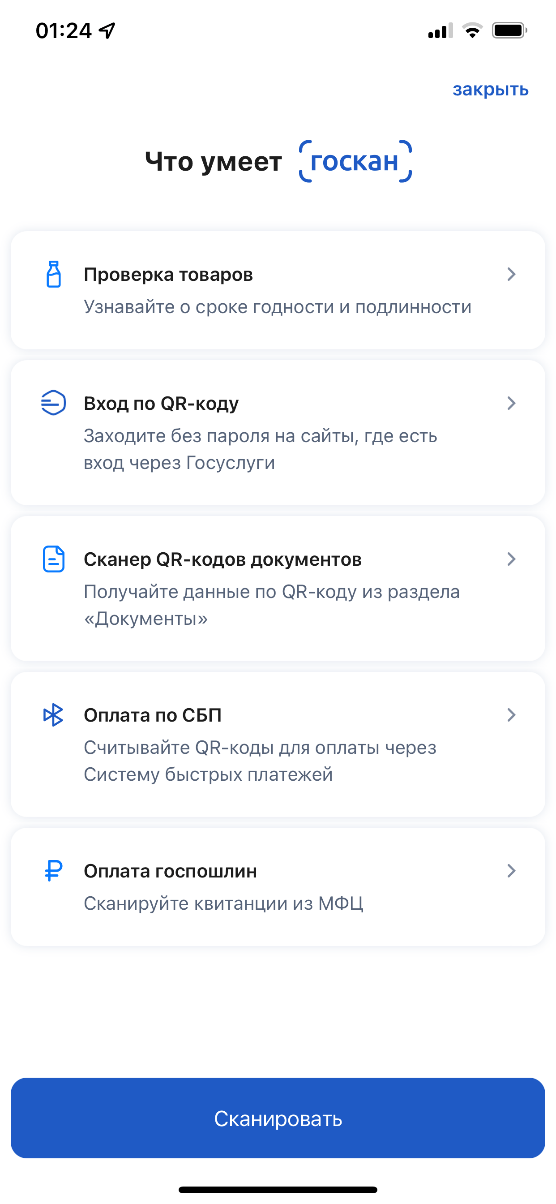 01:24
закрыть
Что умеет госкан
Проверка товаров
Узнавайте о сроке годности и подлинности
Вход по QR-коду
Заходите без пароля на сайты, где есть
вход через Госуслуги
Сканер QR-кодов документов
Получайте данные по QR-коду из раздела
«Документы»
Оплата по СБП
Считывайте QR-коды для оплаты через
Систему быстрых платежей
Оплата госпошлин
Сканируйте квитанции из МФЦ
Сканировать